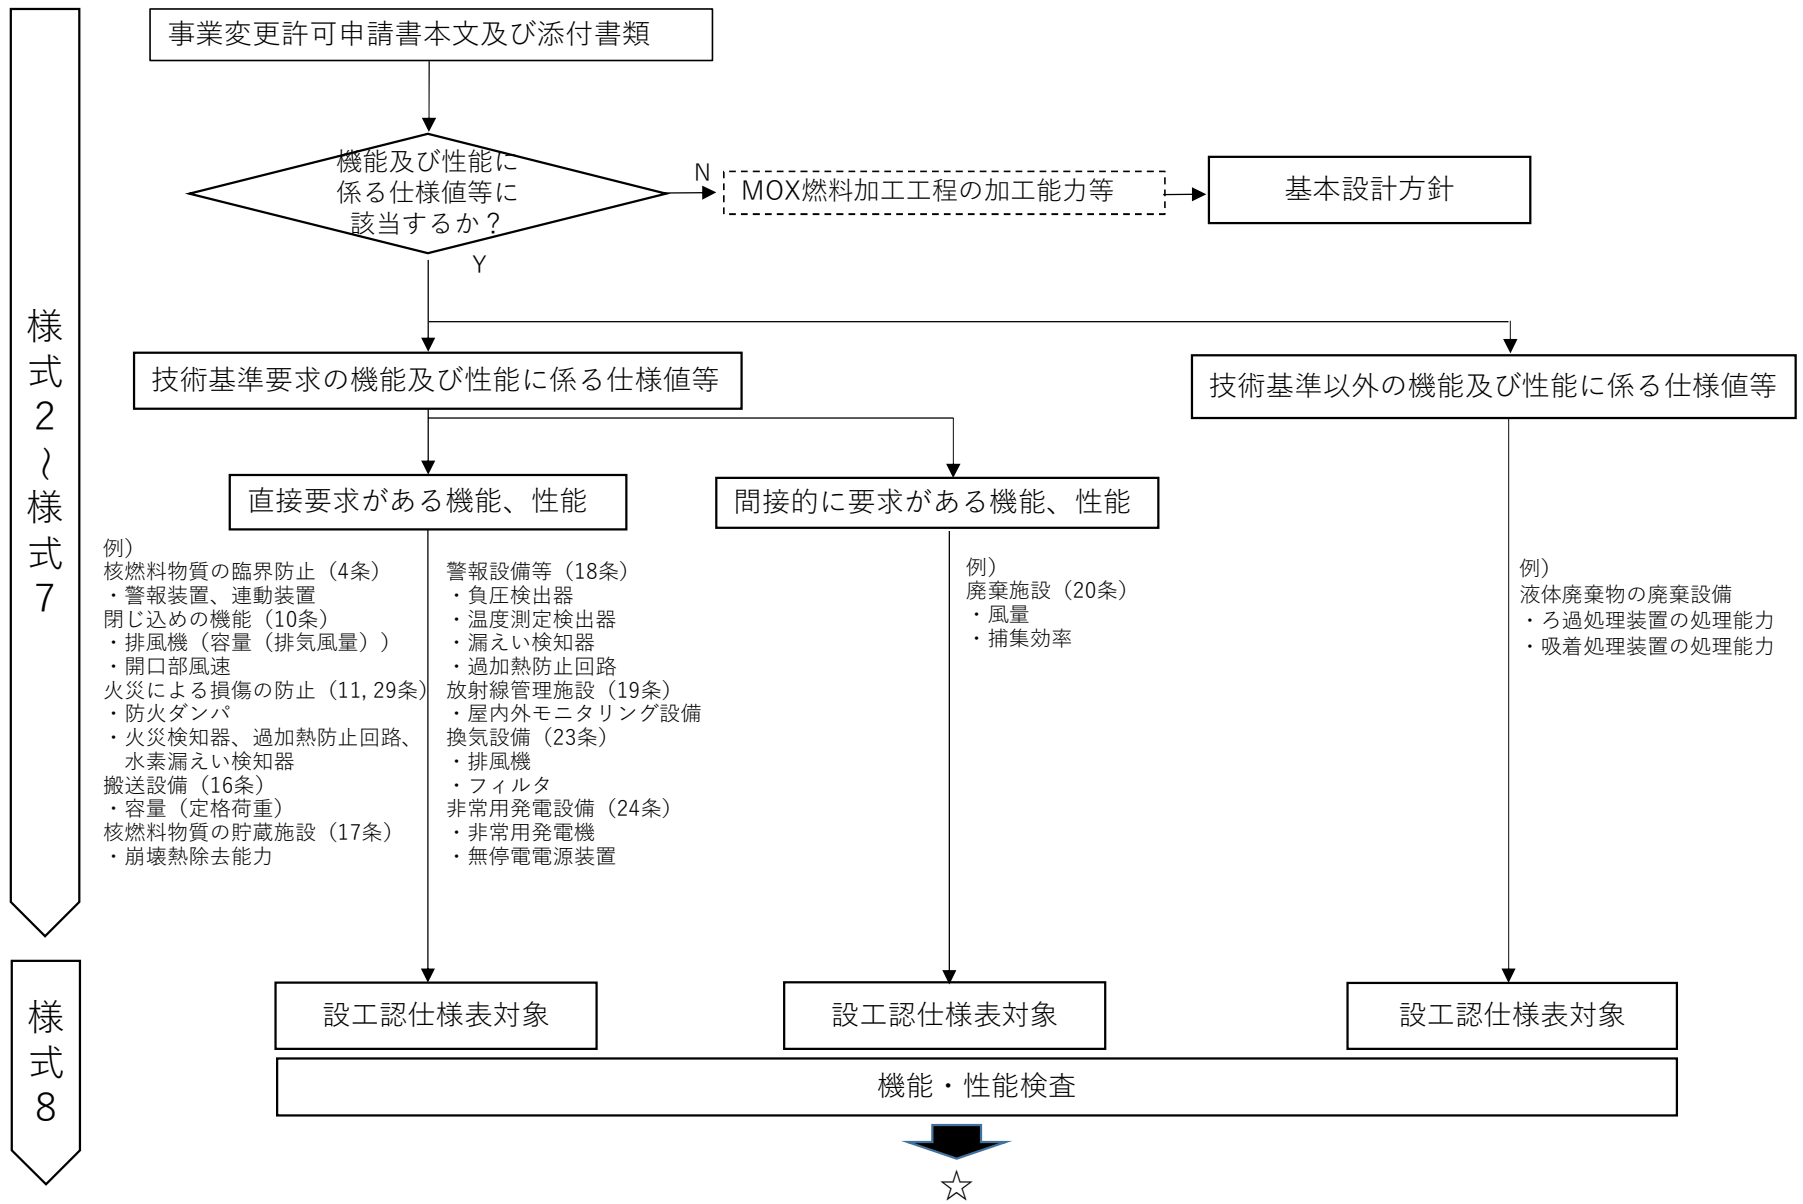 事業変更許可申請書本文及び添付書類
機能及び性能に
係る仕様値等に
該当するか？
N
MOX燃料加工工程の加工能力等
基本設計方針
Y
様式２～様式７
技術基準要求の機能及び性能に係る仕様値等
技術基準以外の機能及び性能に係る仕様値等
直接要求がある機能、性能
間接的に要求がある機能、性能
例）
核燃料物質の臨界防止（4条）
・警報装置、連動装置
閉じ込めの機能（10条）
・排風機（容量（排気風量））
・開口部風速
火災による損傷の防止（11, 29条）
・防火ダンパ
・火災検知器、過加熱防止回路、
水素漏えい検知器
搬送設備（16条）
・容量（定格荷重）
核燃料物質の貯蔵施設（17条）
・崩壊熱除去能力
警報設備等（18条）
・負圧検出器
・温度測定検出器
・漏えい検知器
・過加熱防止回路
放射線管理施設（19条）
・屋内外モニタリング設備
換気設備（23条）
・排風機
・フィルタ
非常用発電設備（24条）
・非常用発電機
・無停電電源装置
例）
廃棄施設（20条）
・風量
・捕集効率
例）
液体廃棄物の廃棄設備
・ろ過処理装置の処理能力
・吸着処理装置の処理能力
様式８
設工認仕様表対象
設工認仕様表対象
設工認仕様表対象
機能・性能検査
☆